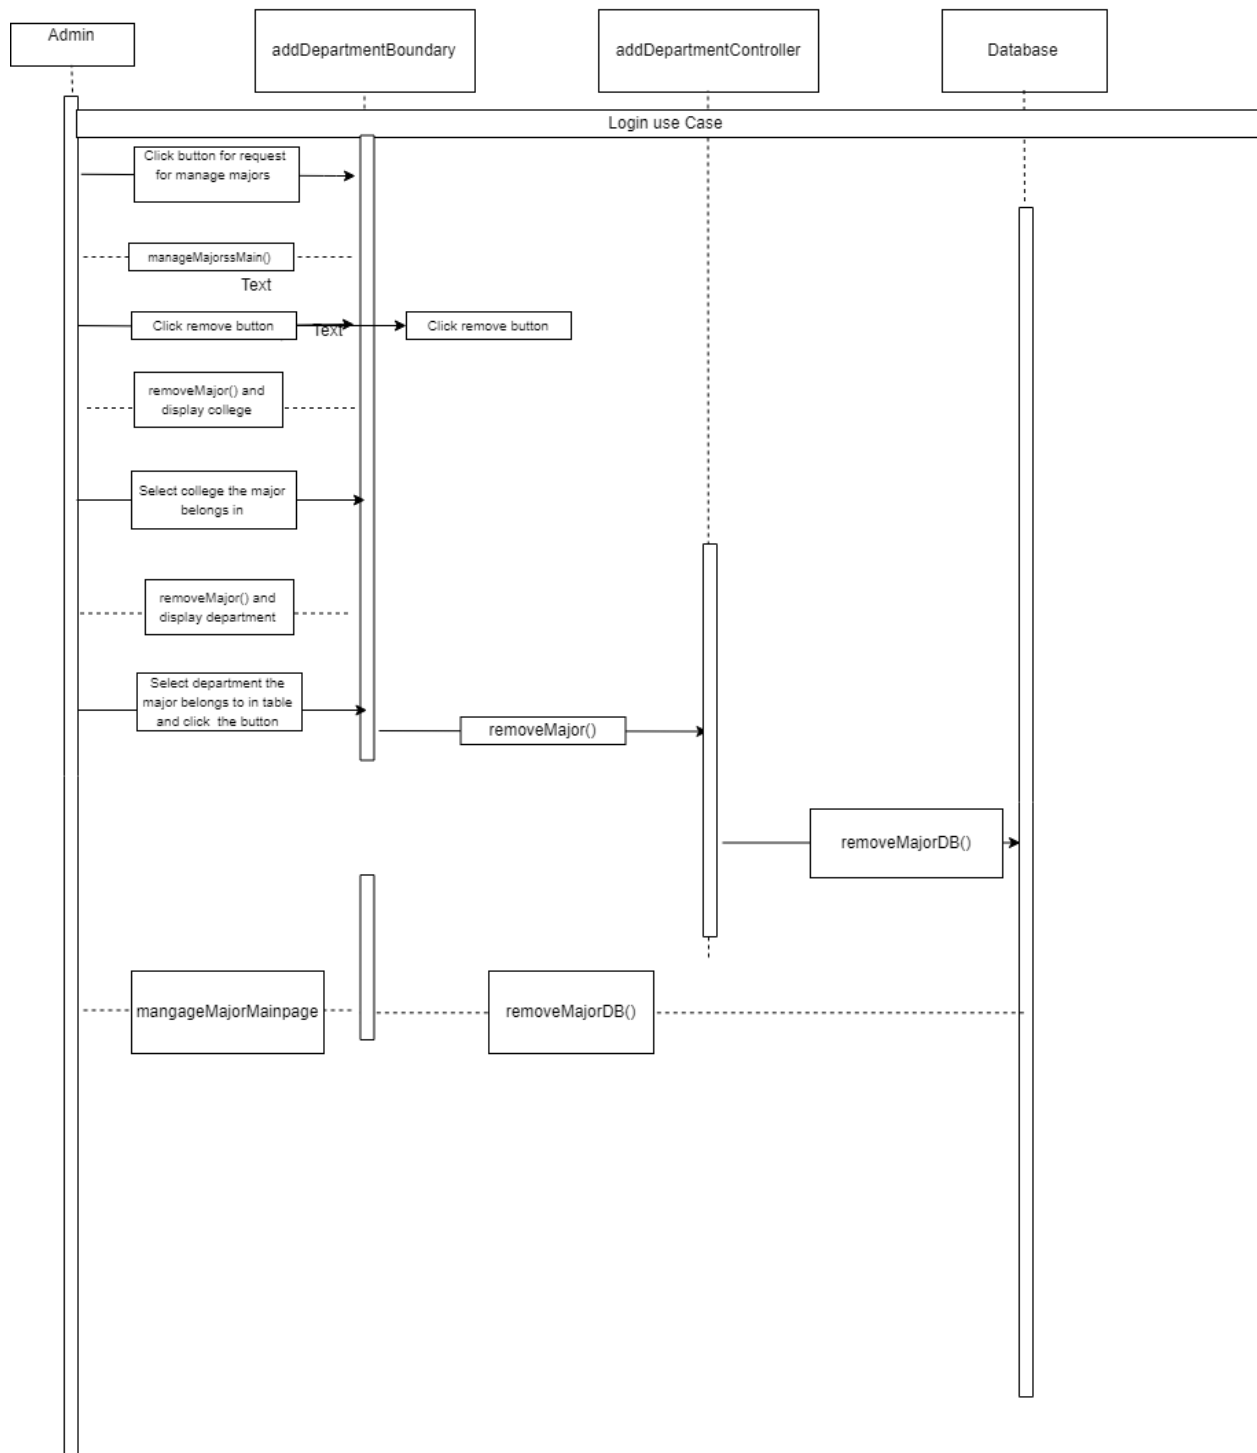 Admin
addDepartmentBoundary
addDepartmentController
Database
Login use Case
Click button for request
for manage majors
manageMajorssMain()
Text
Click remove button
Text
Click remove button
removeMajor() and
display college
Select college the major
belongs in
removeMajor() and
display department
Select department the
major belongs to in table
and click the button
removeMajor()
removeMajorDB()
mangageMajorMainpage
removeMajorDB()